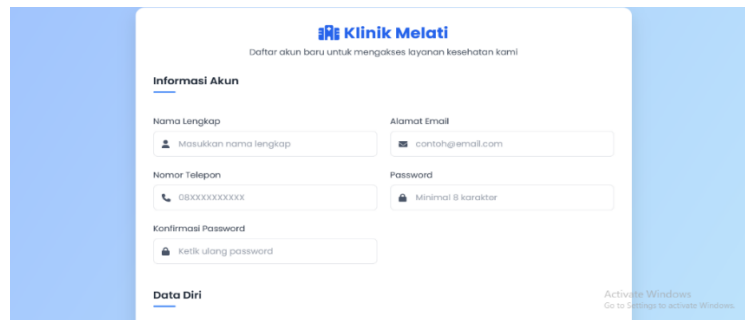 Klinik Melati
Daftar akun baru untuk mengakses layanan kesehatan kami
Informasi Akun
Nama Lengkap
Masukkan nama lengkap
Alamat Email
contoh@email.com
Nomor Telepon
08XXXXXXXXXX
Password
Minimal 8 karakter
Konfirmasi Password
Ketik ulang password
Data Diri
Activate Windows
Go to Settings to activate Windows.